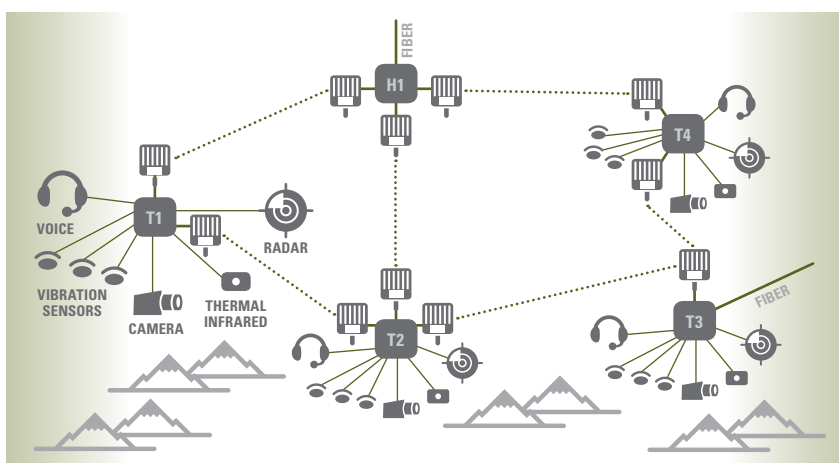 FIBER
H1
T4
T1
VOICE
RADAR
VIBRATION
SENSORS
CAMERA
THERMAL
INFRARED
T2
T3
FIBER